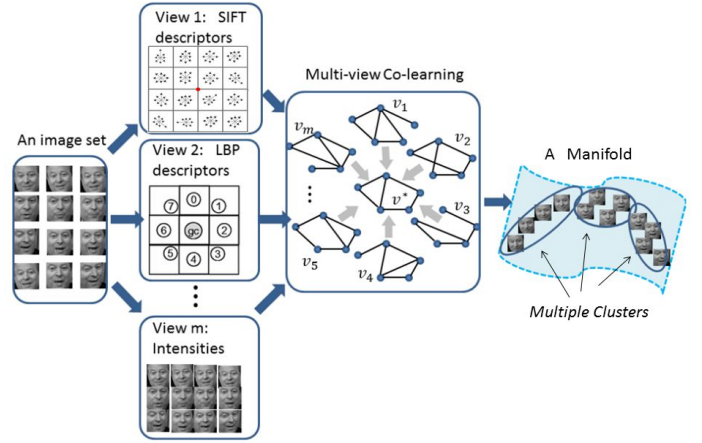 An image set
View 1: SIFT
descriptors
View 2: LBP
descriptors
0
7
1
6
gc
2
5
4
3
View m:
Intensities
Multi-view Co-learning
v₁
vₘ
v₂
v*
v₃
v₅
v₄
A Manifold
Multiple Clusters